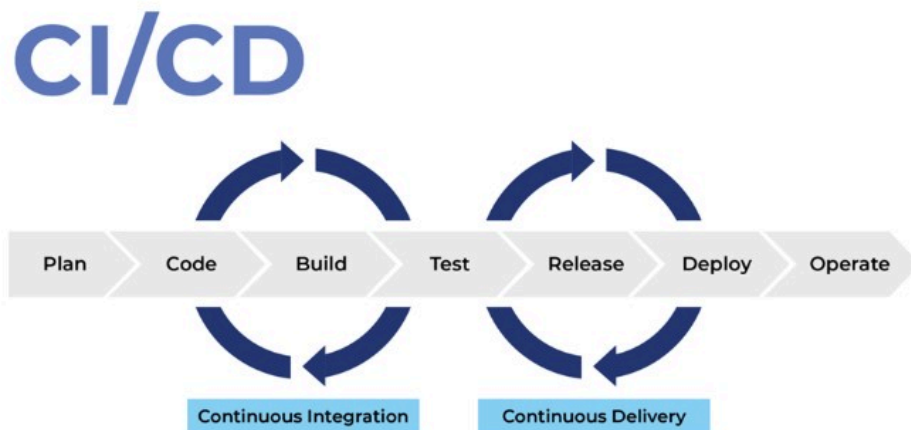 CI/CD
Plan Code Build Test Release Deploy Operate
Continuous Integration Continuous Delivery